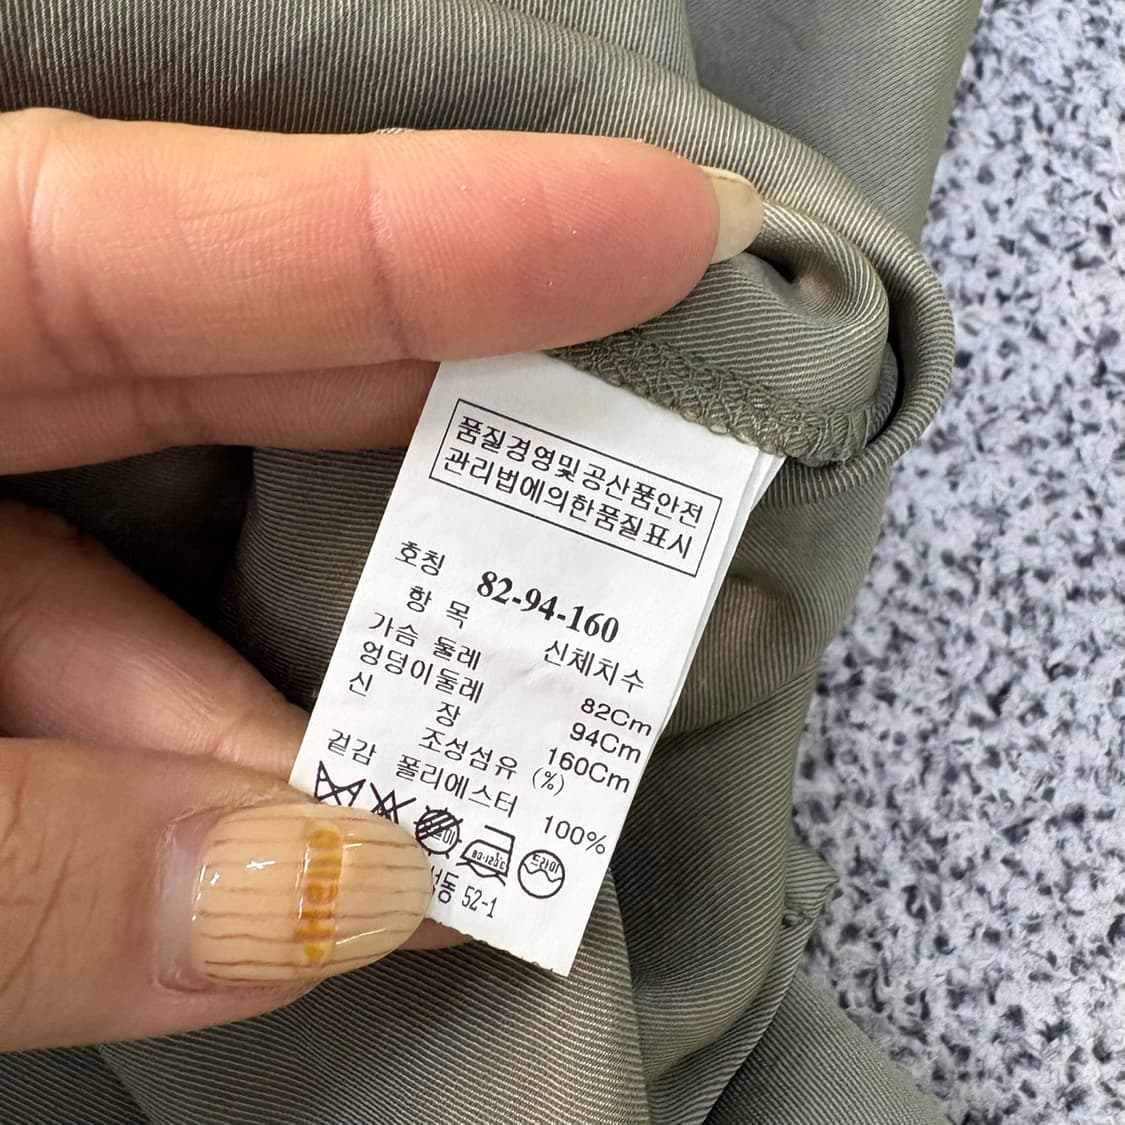 품질경영및공산품안전
관리법에의한품질표시
호칭 82-94-160
항 목 신체치수
가슴 둘레 82Cm
엉덩이둘레 94Cm
신 장 160Cm
조성섬유 (%)
겉감 폴리에스터 100%
80-120℃ 드라이
52-1